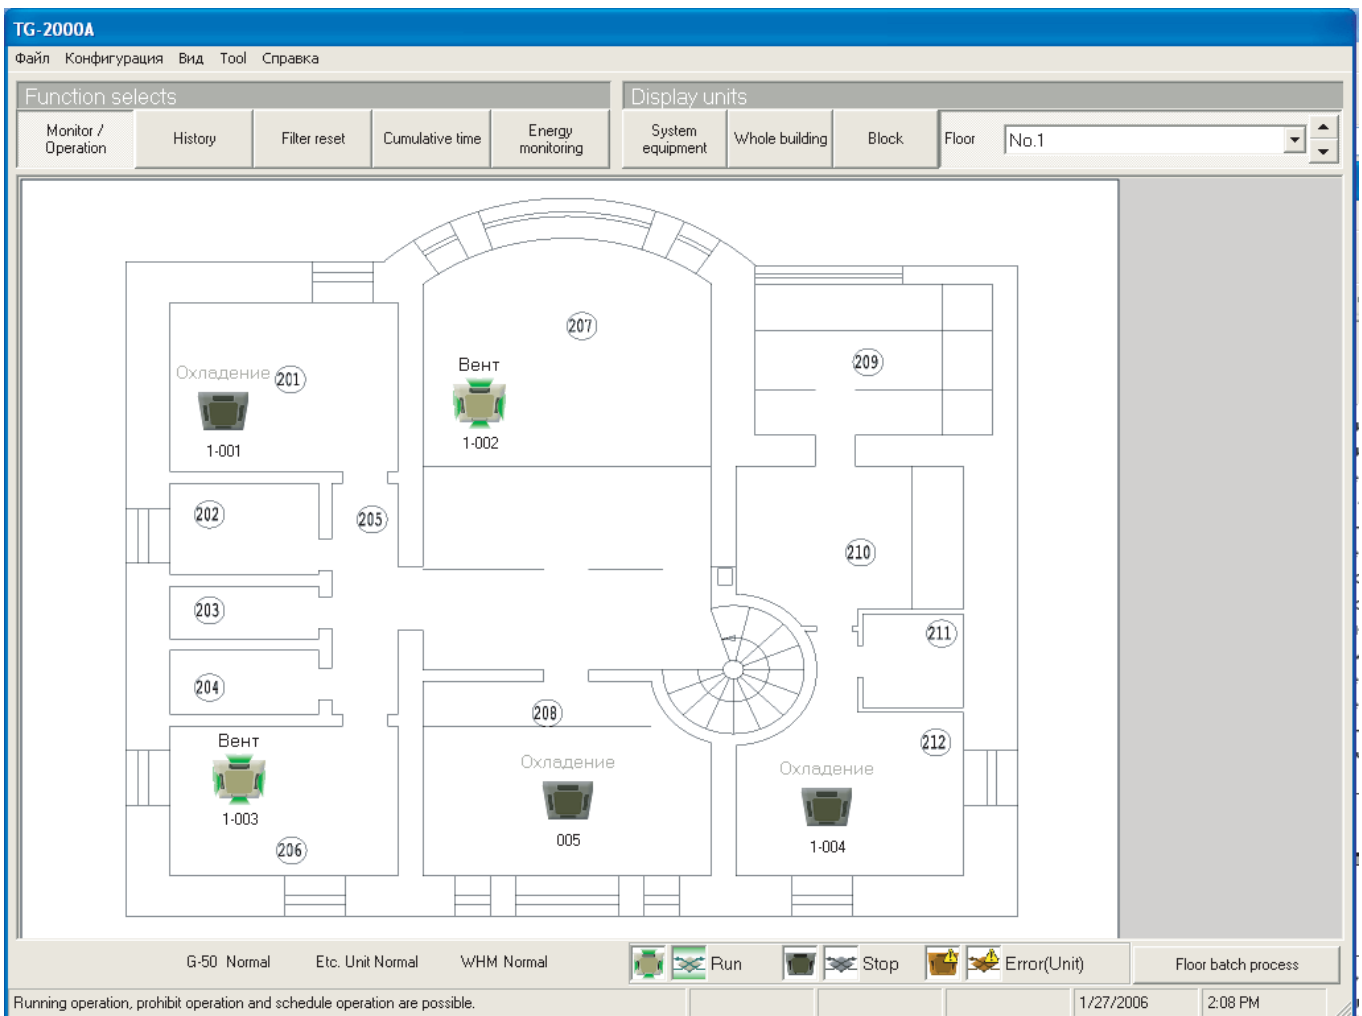 TG-2000A
Файл Конфигурация Вид Tool Справка
Function selects
Display units
Monitor / Operation
History
Filter reset
Cumulative time
Energy monitoring
System equipment
Whole building
Block
Floor
No.1
207
Вент
1-002
209
Охладение
201
1-001
202
205
210
203
211
204
208
212
Вент
1-003
206
Охладение
005
Охладение
1-004
G-50 Normal
Etc. Unit Normal
WHM Normal
Run
Stop
Error(Unit)
Floor batch process
Running operation, prohibit operation and schedule operation are possible.
1/27/2006
2:08 PM